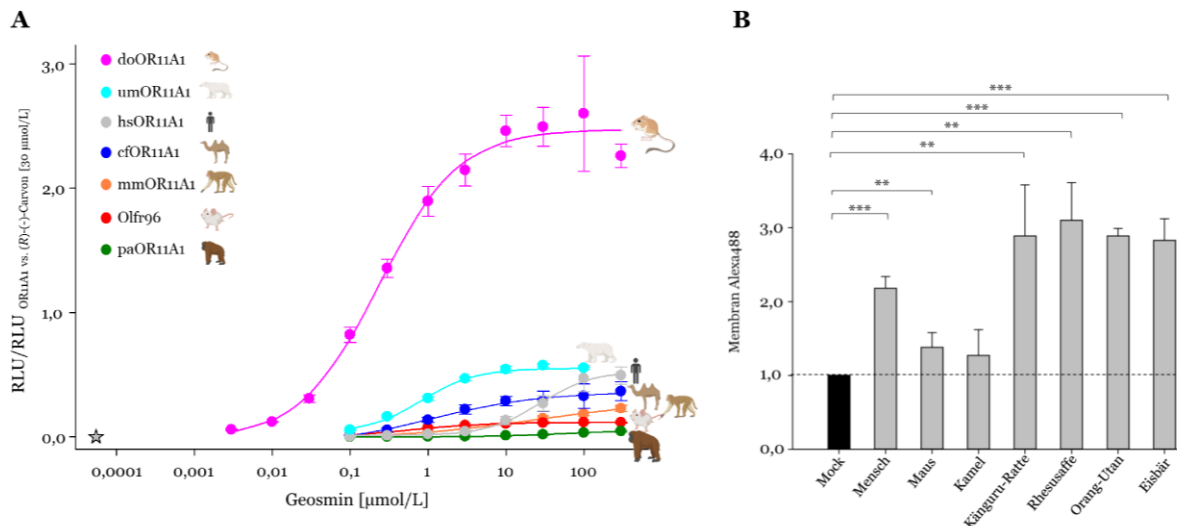 A
RLU/RLU OR11A1 vs. (R)-(-)-Carvon [30 µmol/L]
3,0
2,0
1,0
0,0
doOR11A1
umOR11A1
hsOR11A1
cfOR11A1
mmOR11A1
Olfr96
paOR11A1
0,0001
0,001
0,01
0,1
1
10
100
Geosmin [µmol/L]
B
Membran Alexa488
4,0
3,0
2,0
1,0
0,0
***
***
**
**
**
***
Mock
Mensch
Maus
Kamel
Känguru-Ratte
Rhesusaffe
Orang-Utan
Eisbär